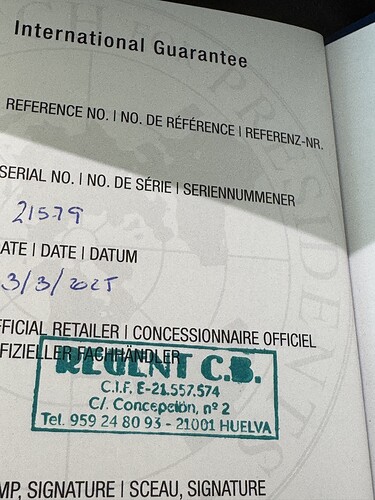 International Guarantee
REFERENCE NO. | NO. DE RÉFÉRENCE | REFERENZ-NR.
SERIAL NO. | NO. DE SÉRIE | SERIENNUMMENER
21579
ATE | DATE | DATUM
3/3/2025
FFICIAL RETAILER | CONCESSIONNAIRE OFFICIEL
FIZIELLER FACHHÄNDLER
REGENT C.B.
C.I.F. E-21.557.574
C/. Concepción, nº 2
Tel. 959 24 80 93 - 21001 HUELVA
MP, SIGNATURE | SCEAU, SIGNATURE
PRESIDENTS